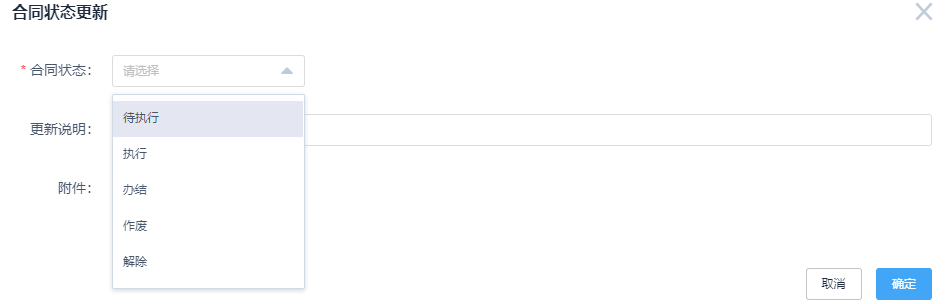 合同状态更新
* 合同状态：
请选择
待执行
更新说明：
执行
附件：
办结
作废
解除
取消
确定